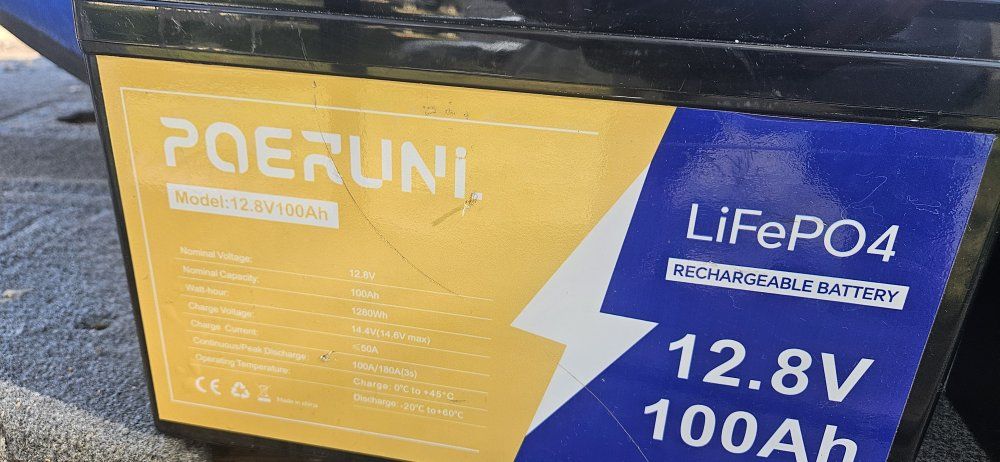 PAERUNI
Model:12.8V100Ah
Nominal Voltage: 12.8V
Nominal Capacity: 100Ah
Watt-hour: 1280Wh
Charge Voltage: 14.4V(14.6V max)
Charge Current: ≤50A
Continuous/Peak Discharge: 100A/180A(3s)
Operating Temperature: Charge: 0°C to +45°C
Discharge: -20°C to+60°C
CE
Made in china
LiFePO4
RECHARGEABLE BATTERY
12.8V
100Ah